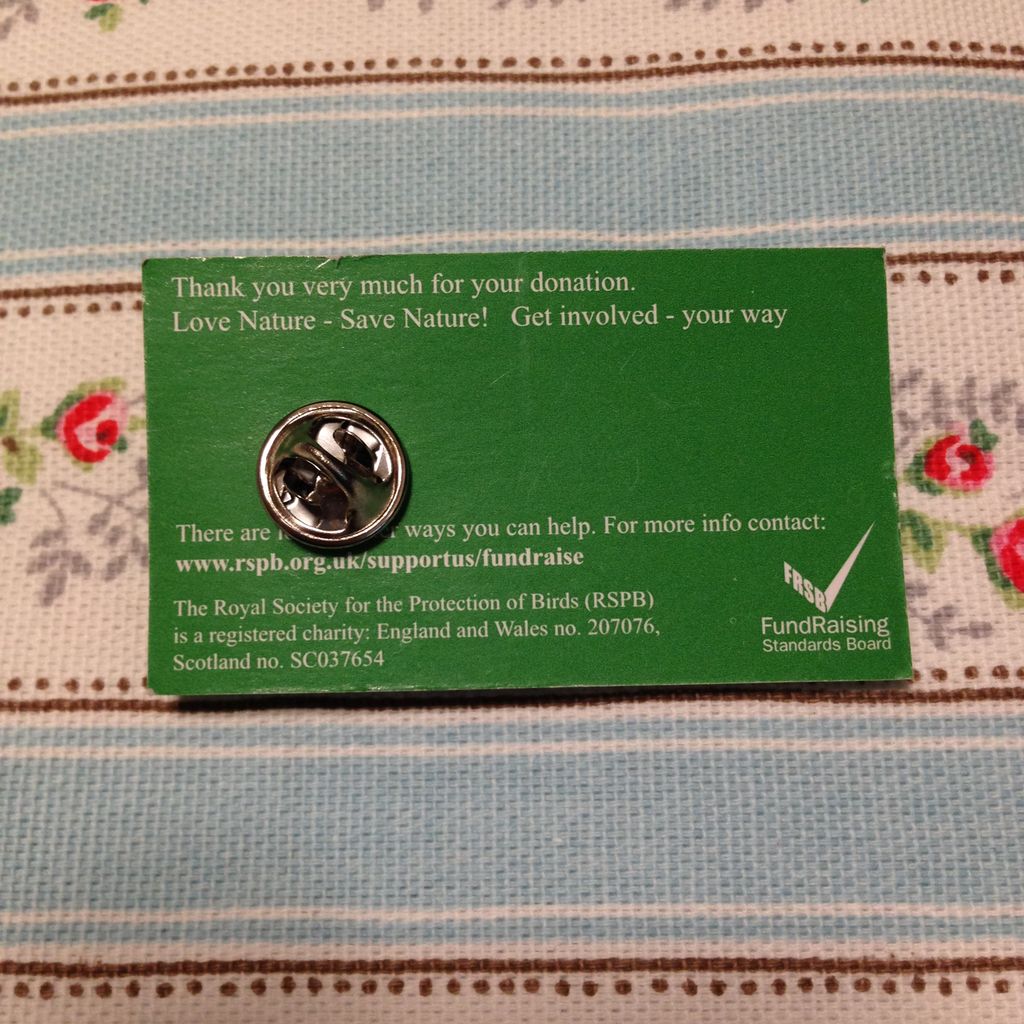 Thank you very much for your donation.
Love Nature - Save Nature! Get involved - your way
There are ways you can help. For more info contact:
www.rspb.org.uk/supportus/fundraise
The Royal Society for the Protection of Birds (RSPB)
is a registered charity: England and Wales no. 207076,
Scotland no. SC037654
FRSB
FundRaising
Standards Board